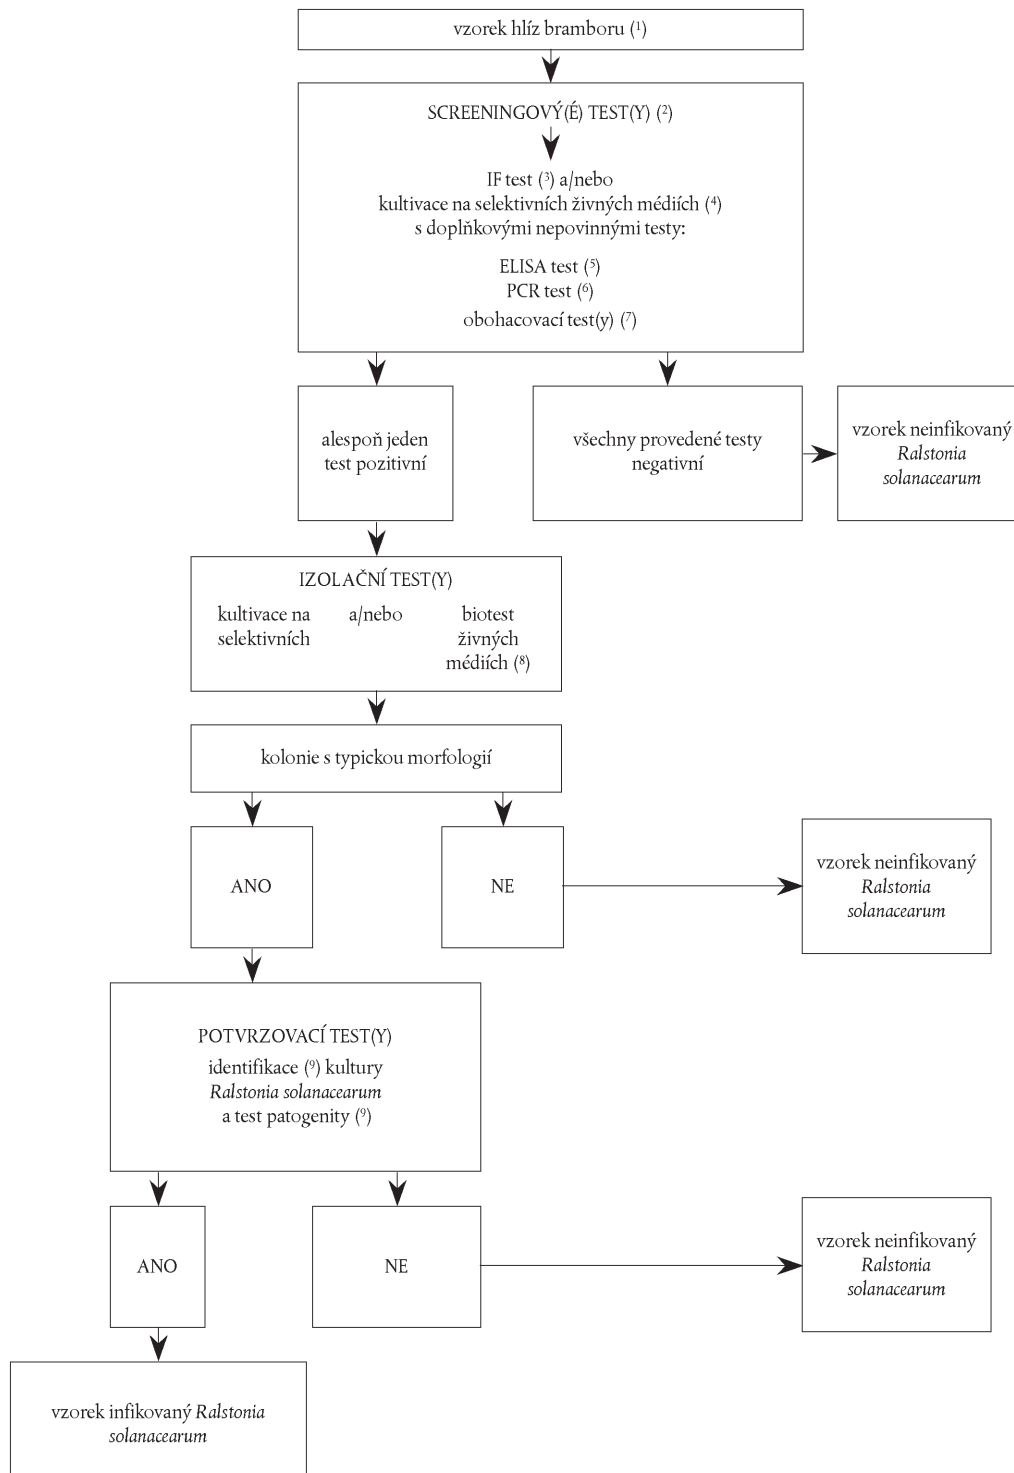 vzorek hlíz bramboru (¹)
SCREENINGOVÝ(É) TEST(Y) (²)
IF test (³) a/nebo
kultivace na selektivních živných médiích (⁴)
s doplňkovými nepovinnými testy:
ELISA test (⁵)
PCR test (⁶)
obohacovací test(y) (⁷)
alespoň jeden
test pozitivní
všechny provedené testy
negativní
vzorek neinfikovaný
Ralstonia
solanacearum
IZOLAČNÍ TEST(Y)
kultivace na
selektivních
a/nebo
biotest
živných
médiích (⁸)
kolonie s typickou morfologií
ANO
NE
vzorek neinfikovaný
Ralstonia
solanacearum
POTVRZOVACÍ TEST(Y)
identifikace (⁹) kultury
Ralstonia solanacearum
a test patogenity (⁹)
ANO
NE
vzorek neinfikovaný
Ralstonia
solanacearum
vzorek infikovaný Ralstonia
solanacearum